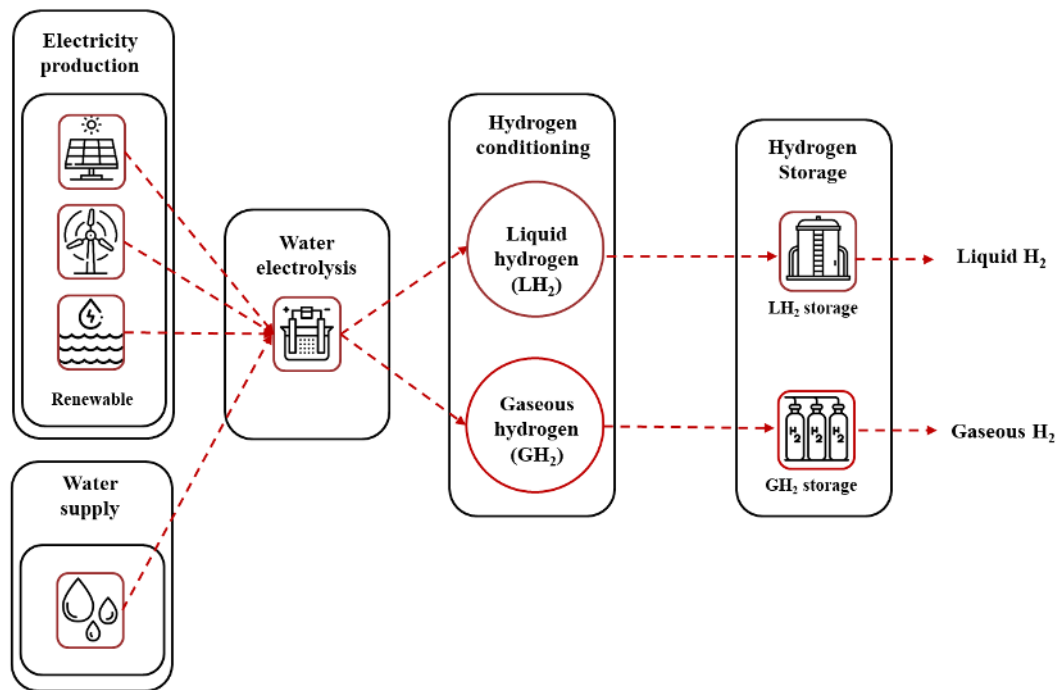 Electricity
production
Renewable
Water
supply
Water
electrolysis
+ −
Hydrogen
conditioning
Liquid
hydrogen
(LH₂)
Gaseous
hydrogen
(GH₂)
Hydrogen
Storage
LH₂ storage
H₂ H₂ H₂
GH₂ storage
Liquid H₂
Gaseous H₂